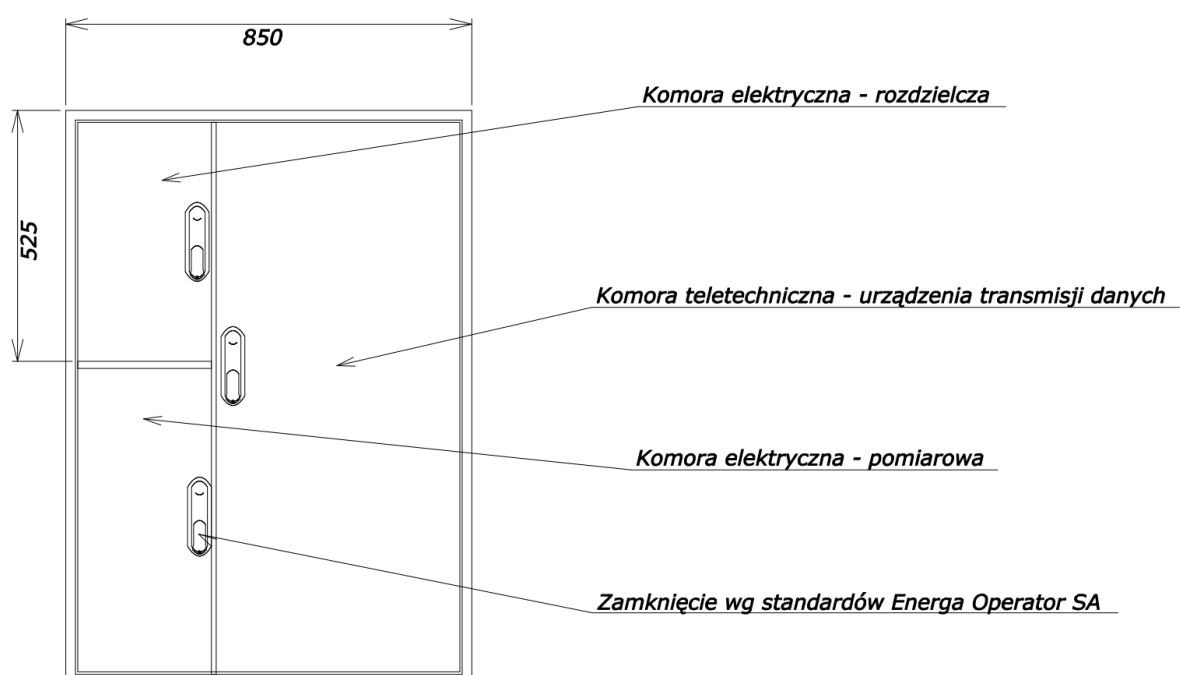 850
Komora elektryczna - rozdzielcza
525
Komora teletechniczna - urządzenia transmisji danych
Komora elektryczna - pomiarowa
Zamknięcie wg standardów Energa Operator SA